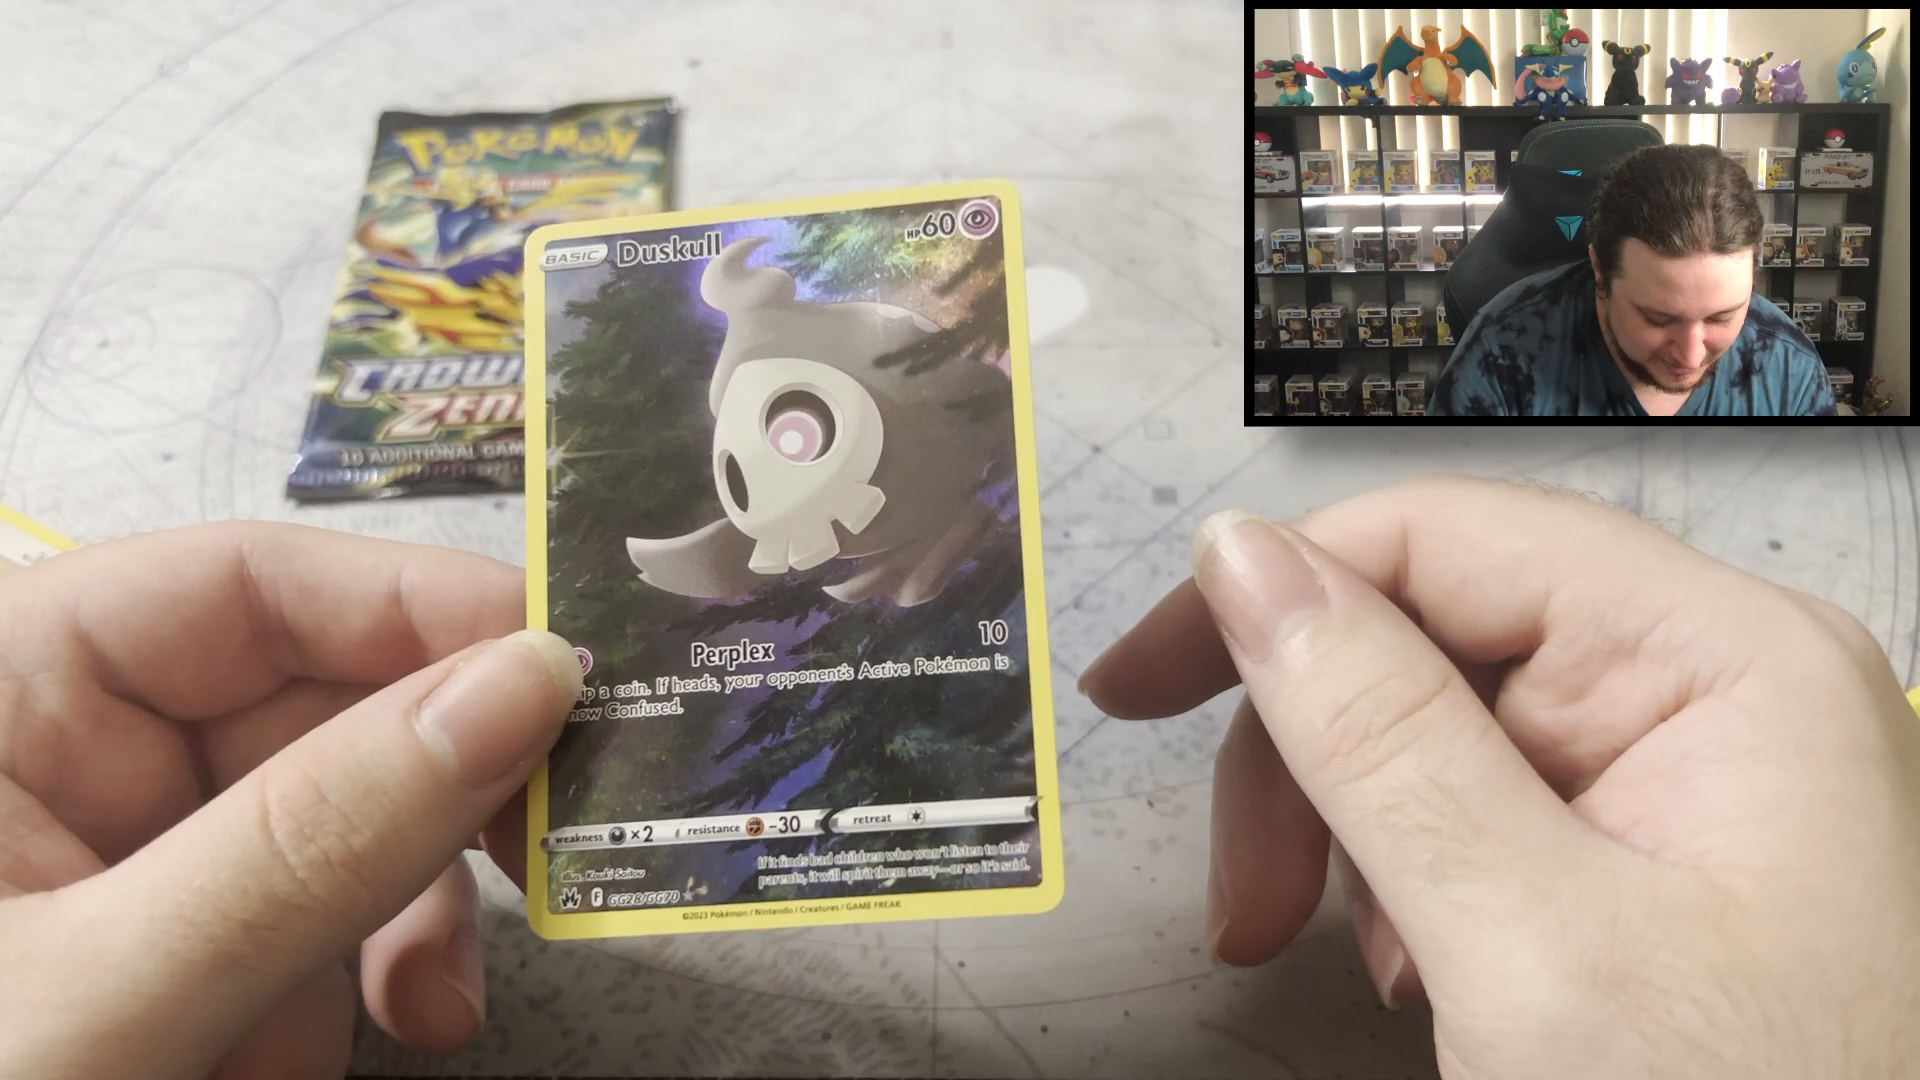 Pokémon
CROW
ZENI
10 ADDITIONAL GAM
BASIC Duskull HP60
Perplex 10
ip a coin. If heads, your opponent's Active Pokémon is
now Confused.
weakness ×2 resistance -30 retreat
If it finds bad children who won't listen to their
parents, it will spirit them away—or so it's said.
Illus. Kouki Saitou
F GG28/GG70
©2023 Pokémon / Nintendo / Creatures / GAME FREAK